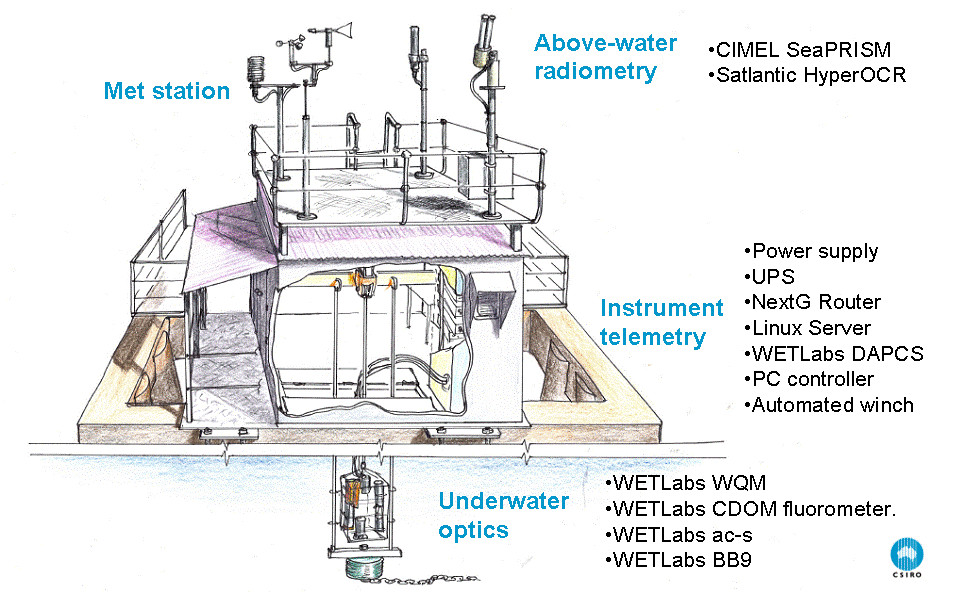 Above-water
radiometry
•CIMEL SeaPRISM
•Satlantic HyperOCR
Met station
Instrument
telemetry
•Power supply
•UPS
•NextG Router
•Linux Server
•WETLabs DAPCS
•PC controller
•Automated winch
Underwater
optics
•WETLabs WQM
•WETLabs CDOM fluorometer.
•WETLabs ac-s
•WETLabs BB9
CSIRO